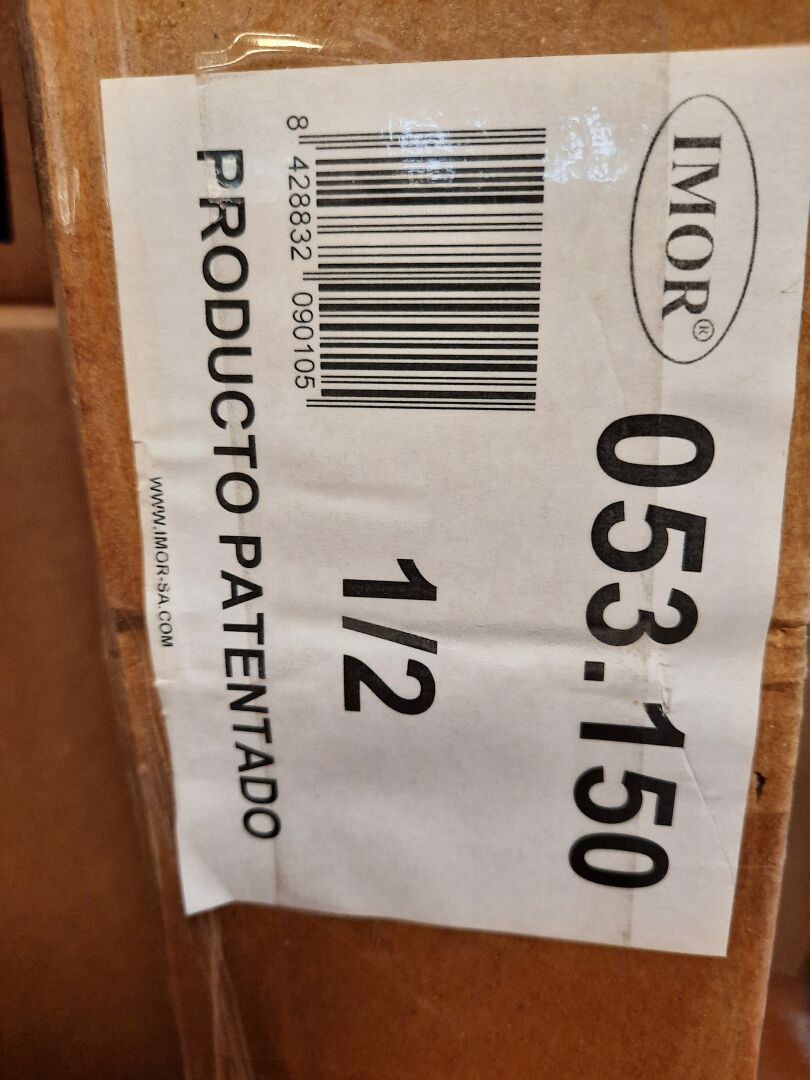 IMOR®
053.150
8 428832 090105
1/2
PRODUCTO PATENTADO
WWW.IMOR-SA.COM